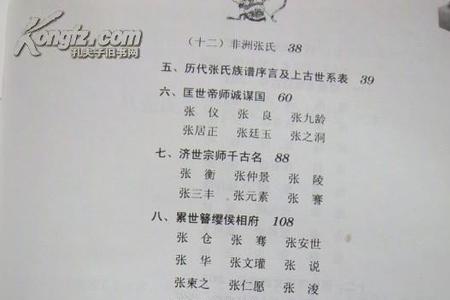 Kongfz.com
孔夫子旧书网
（十二）非洲张氏 38
五、历代张氏族谱序言及上古世系表 39
六、匡世帝师诚谋国 60
张 仪 张 良 张九龄
张居正 张廷玉 张之洞
七、济世宗师千古名 88
张 衡 张仲景 张 陵
张三丰 张元素 张 謇
八、累世簪缨侯相府 108
张 仓 张 骞 张安世
张 华 张文瓘 张 说
张柬之 张仁愿 张 浚